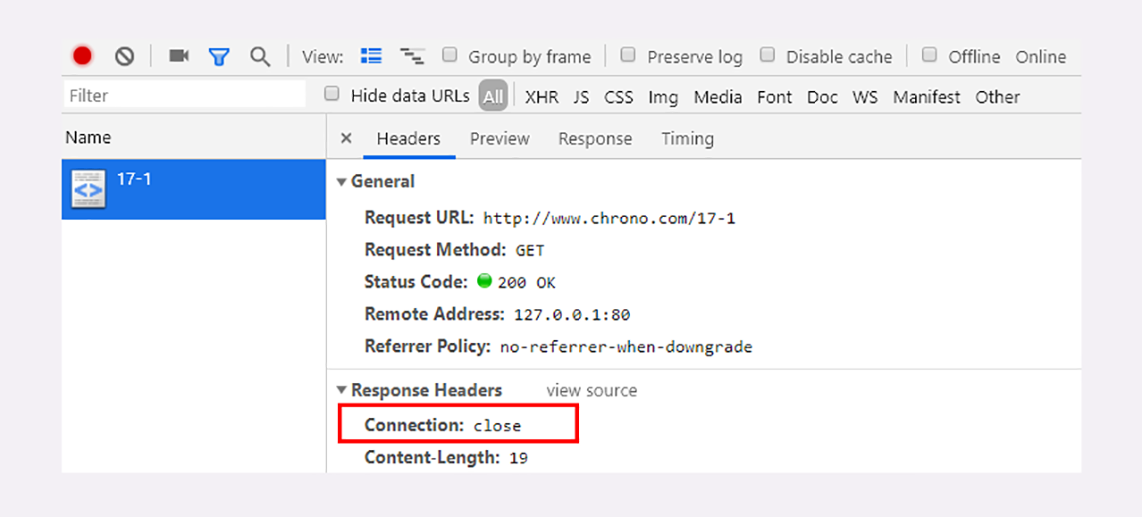 View: Group by frame Preserve log Disable cache Offline Online
Filter Hide data URLs All XHR JS CSS Img Media Font Doc WS Manifest Other
Name × Headers Preview Response Timing
17-1
▼ General
Request URL: http://www.chrono.com/17-1
Request Method: GET
Status Code: 200 OK
Remote Address: 127.0.0.1:80
Referrer Policy: no-referrer-when-downgrade
▼ Response Headers view source
Connection: close
Content-Length: 19